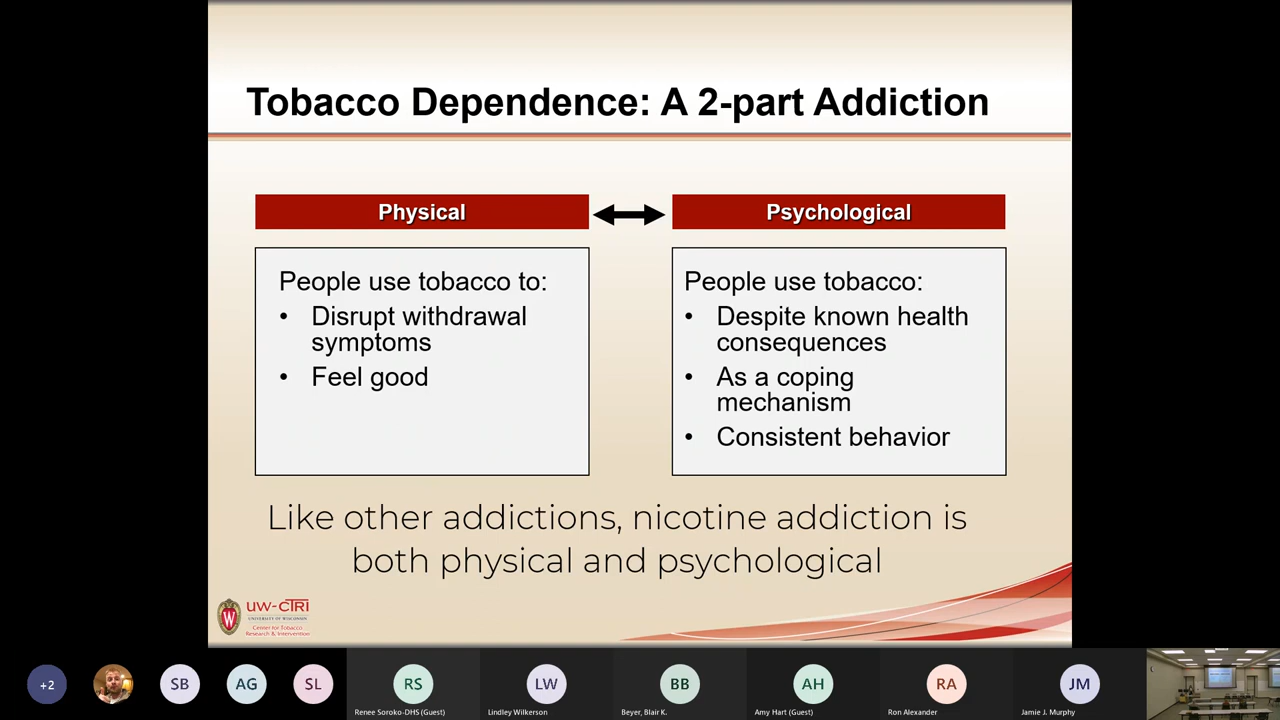 Tobacco Dependence: A 2-part Addiction
Physical
Psychological
People use tobacco to:
• Disrupt withdrawal
symptoms
• Feel good
People use tobacco:
• Despite known health
consequences
• As a coping
mechanism
• Consistent behavior
Like other addictions, nicotine addiction is
both physical and psychological
UW-CTRI
UNIVERSITY OF WISCONSIN
Center for Tobacco
Research & Intervention
+2
SB
AG
SL
RS
Renee Soroko-DHS (Guest)
LW
Lindley Wilkerson
BB
Beyer, Blair K.
AH
Amy Hart (Guest)
RA
Ron Alexander
JM
Jamie J. Murphy